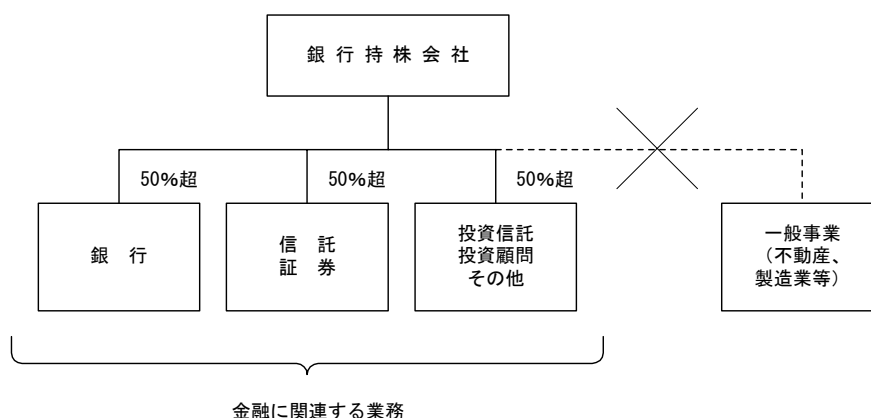 銀行持株会社
50%超
50%超
50%超
銀行
信託
証券
投資信託
投資顧問
その他
一般事業
（不動産、
製造業等）
金融に関連する業務